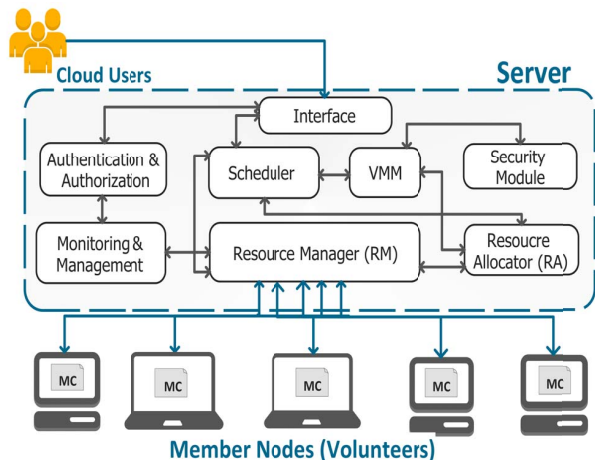 Cloud Users
Server
Interface
Authentication &
Authorization
Scheduler
VMM
Security
Module
Monitoring &
Management
Resource Manager (RM)
Resoucre
Allocator (RA)
MC
MC
MC
MC
MC
Member Nodes (Volunteers)